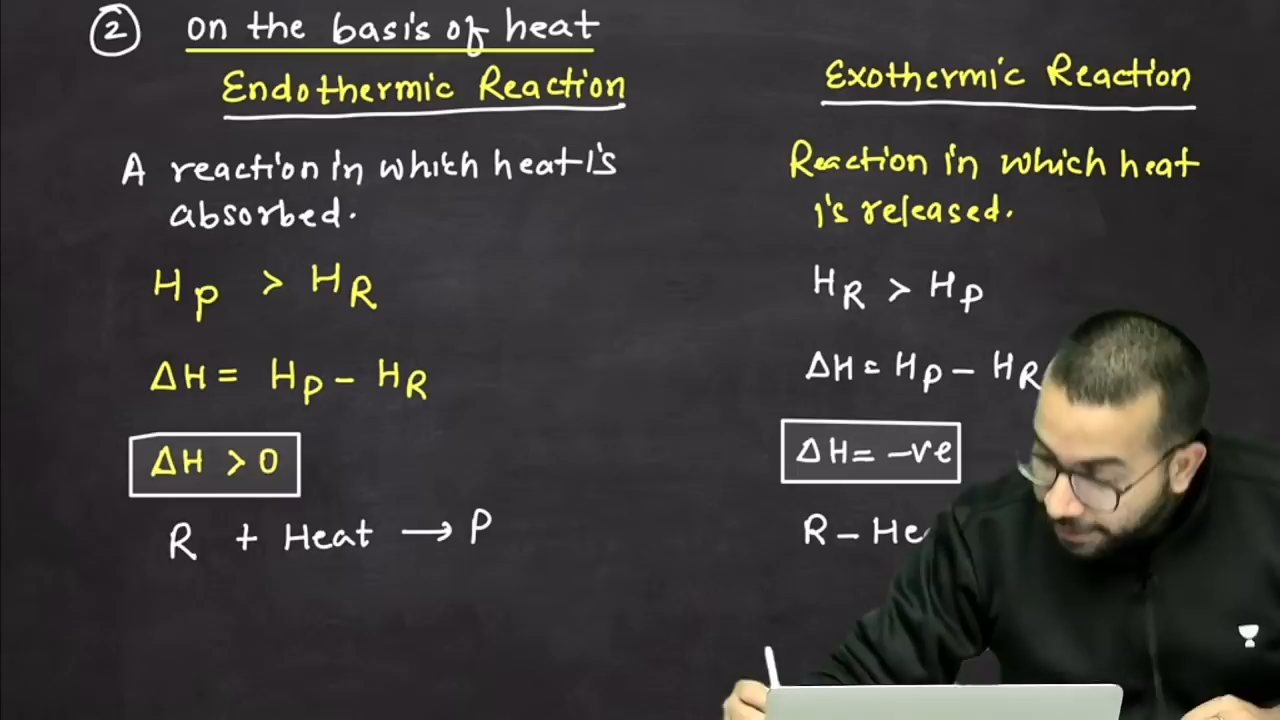 ② on the basis of heat
Endothermic Reaction
A reaction in which heat is
absorbed.
Hp > HR
ΔH = Hp - HR
ΔH > 0
R + Heat → P
Exothermic Reaction
Reaction in which heat
is released.
HR > Hp
ΔH = Hp - HR
ΔH = -ve
R -